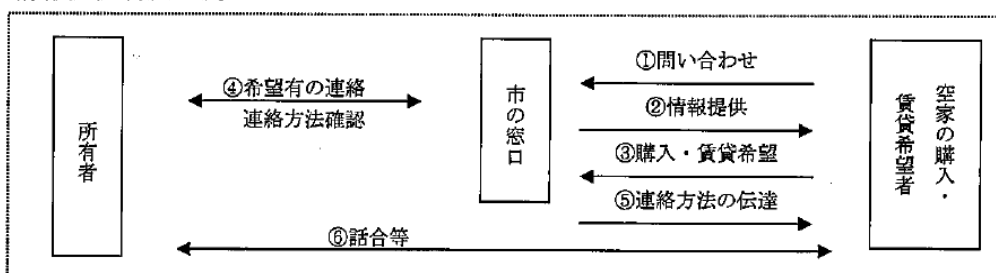 所有者
④希望有の連絡
連絡方法確認
市の窓口
①問い合わせ
②情報提供
③購入・賃貸希望
⑤連絡方法の伝達
⑥話合等
空家の購入・
賃貸希望者